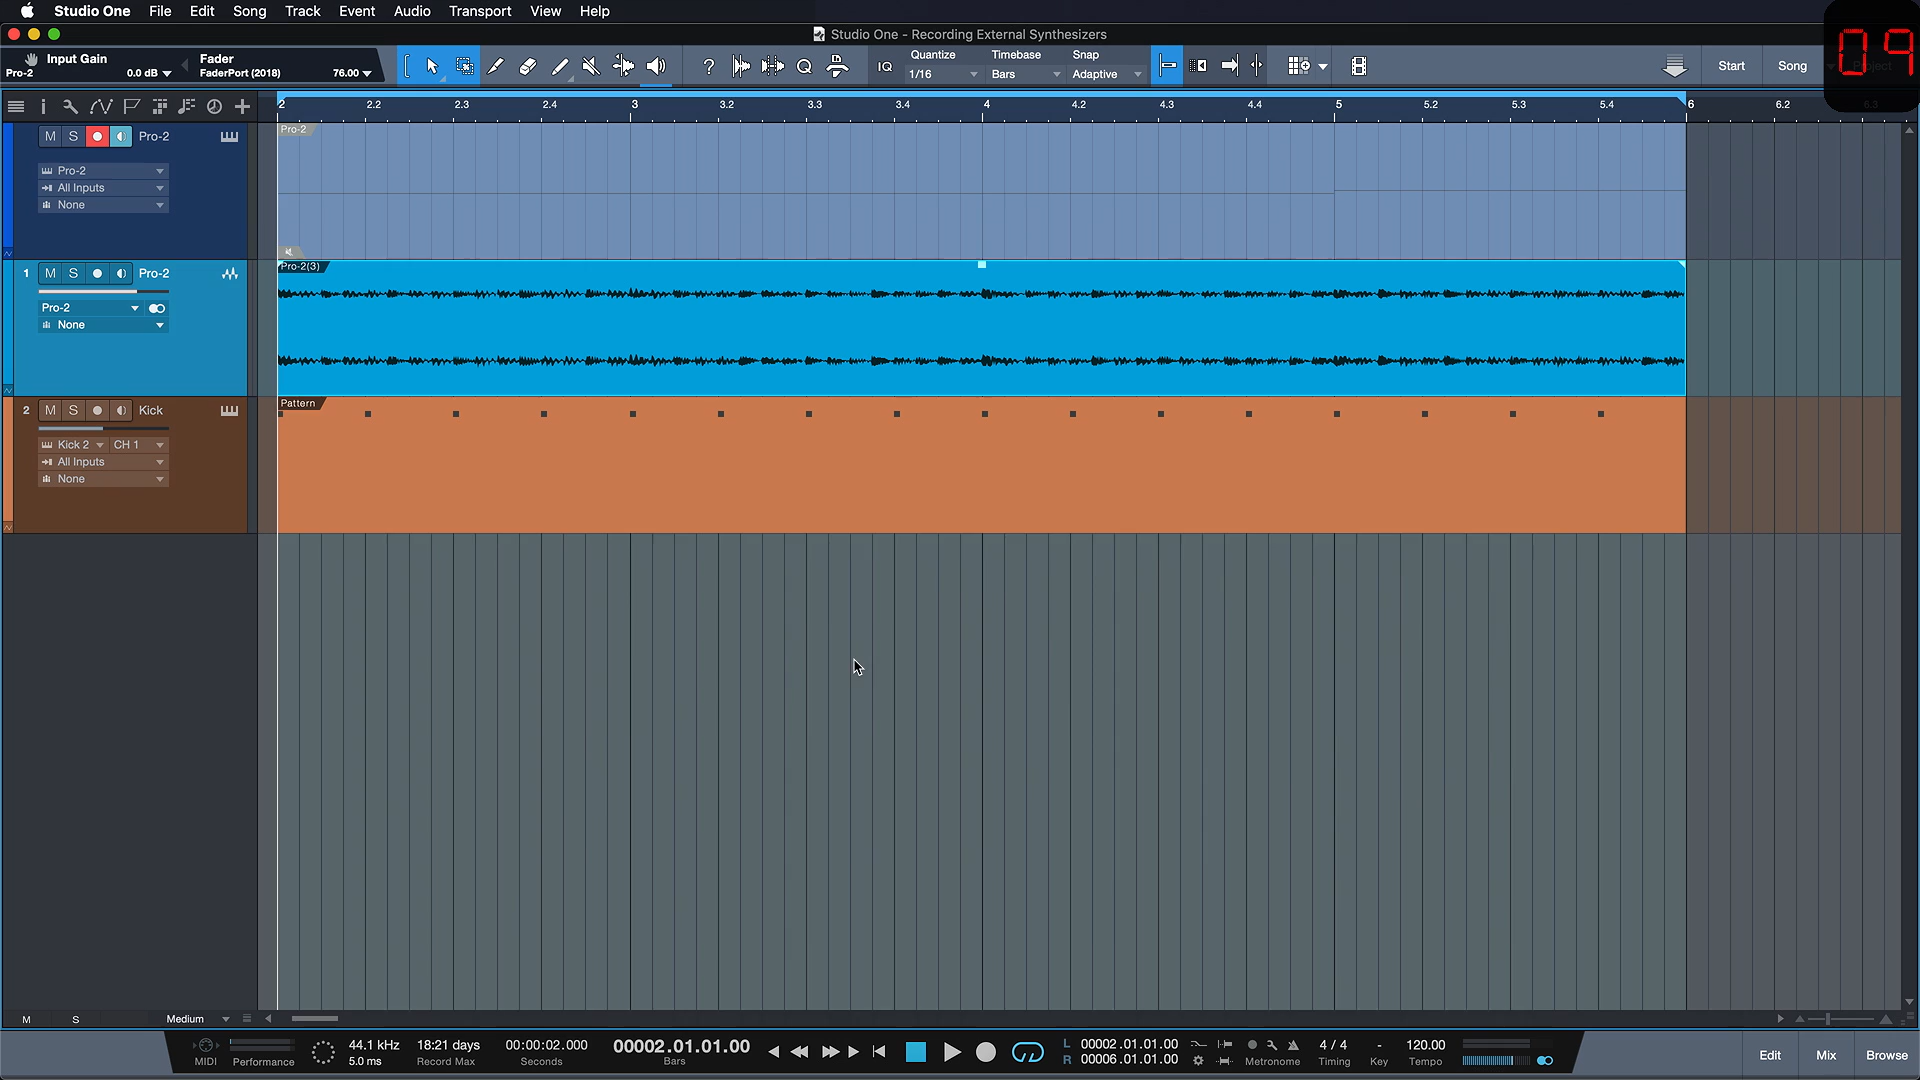 Studio One File Edit Song Track Event Audio Transport View Help
Studio One - Recording External Synthesizers
09
Input Gain Fader
Pro-2 0.0 dB FaderPort (2018) 76.00
? Q IQ
Quantize Timebase Snap
1/16 Bars Adaptive
Start Song Project
2 2.2 2.3 2.4 3 3.2 3.3 3.4 4 4.2 4.3 4.4 5 5.2 5.3 5.4 6 6.2 6.3
M S Pro-2
Pro-2
All Inputs
None
Pro-2
1 M S Pro-2
Pro-2
None
Pro-2(3)
2 M S Kick
Kick 2 CH 1
All Inputs
None
Pattern
M S Medium
MIDI
Performance
44.1 kHz
5.0 ms
18:21 days
Record Max
00:00:02.000
Seconds
00002.01.01.00
Bars
L 00002.01.01.00
R 00006.01.01.00
Metronome
4 / 4
Timing
-
Key
120.00
Tempo
Edit Mix Browse